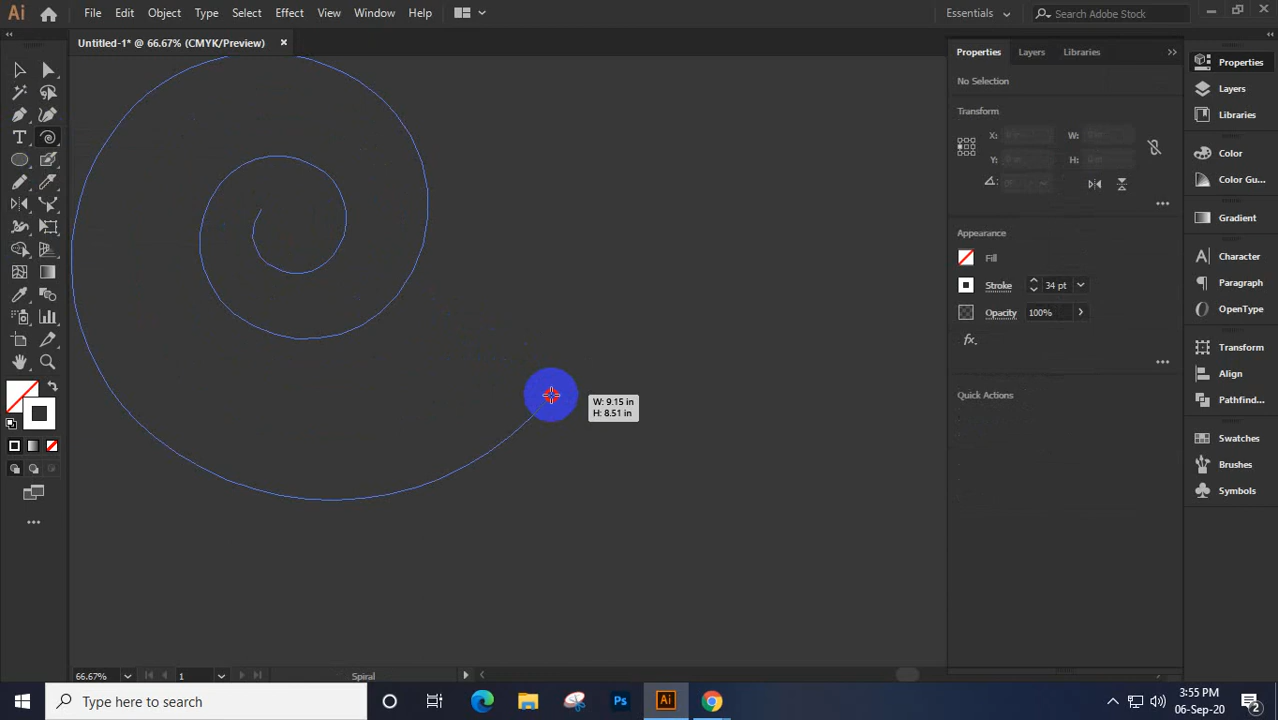 Ai File Edit Object Type Select Effect View Window Help Essentials Search Adobe Stock
Untitled-1* @ 66.67% (CMYK/Preview) ×
Properties Layers Libraries
No Selection
Transform
X: W:
Y: H:
Appearance
Fill
Stroke 34 pt
Opacity 100%
fx.
Quick Actions
Properties
Layers
Libraries
Color
Color Gu...
Gradient
Character
Paragraph
OpenType
Transform
Align
Pathfind...
Swatches
Brushes
Symbols
T
W: 9.15 in
H: 8.51 in
66.67% 1 Spiral
Type here to search
Ps Ai
3:55 PM
06-Sep-20
2